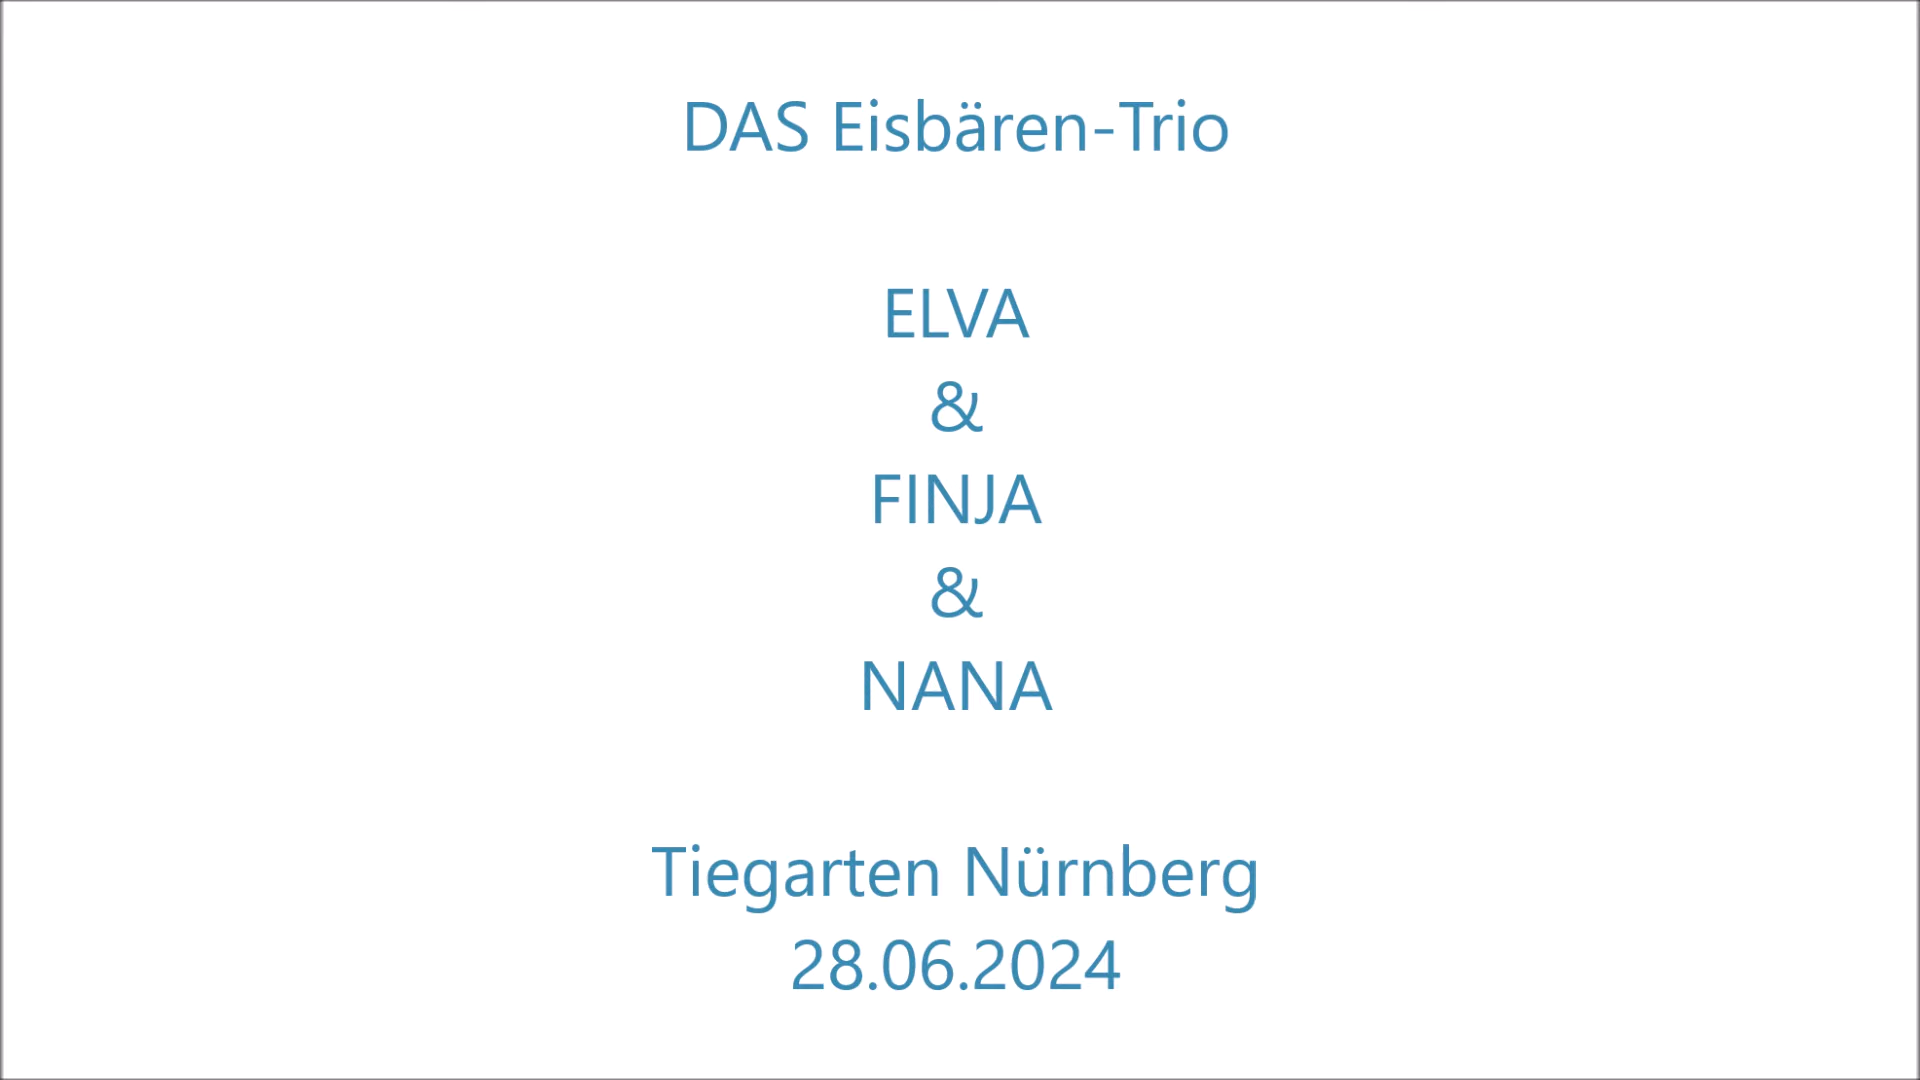 DAS Eisbären-Trio
ELVA
&
FINJA
&
NANA
Tiegarten Nürnberg
28.06.2024